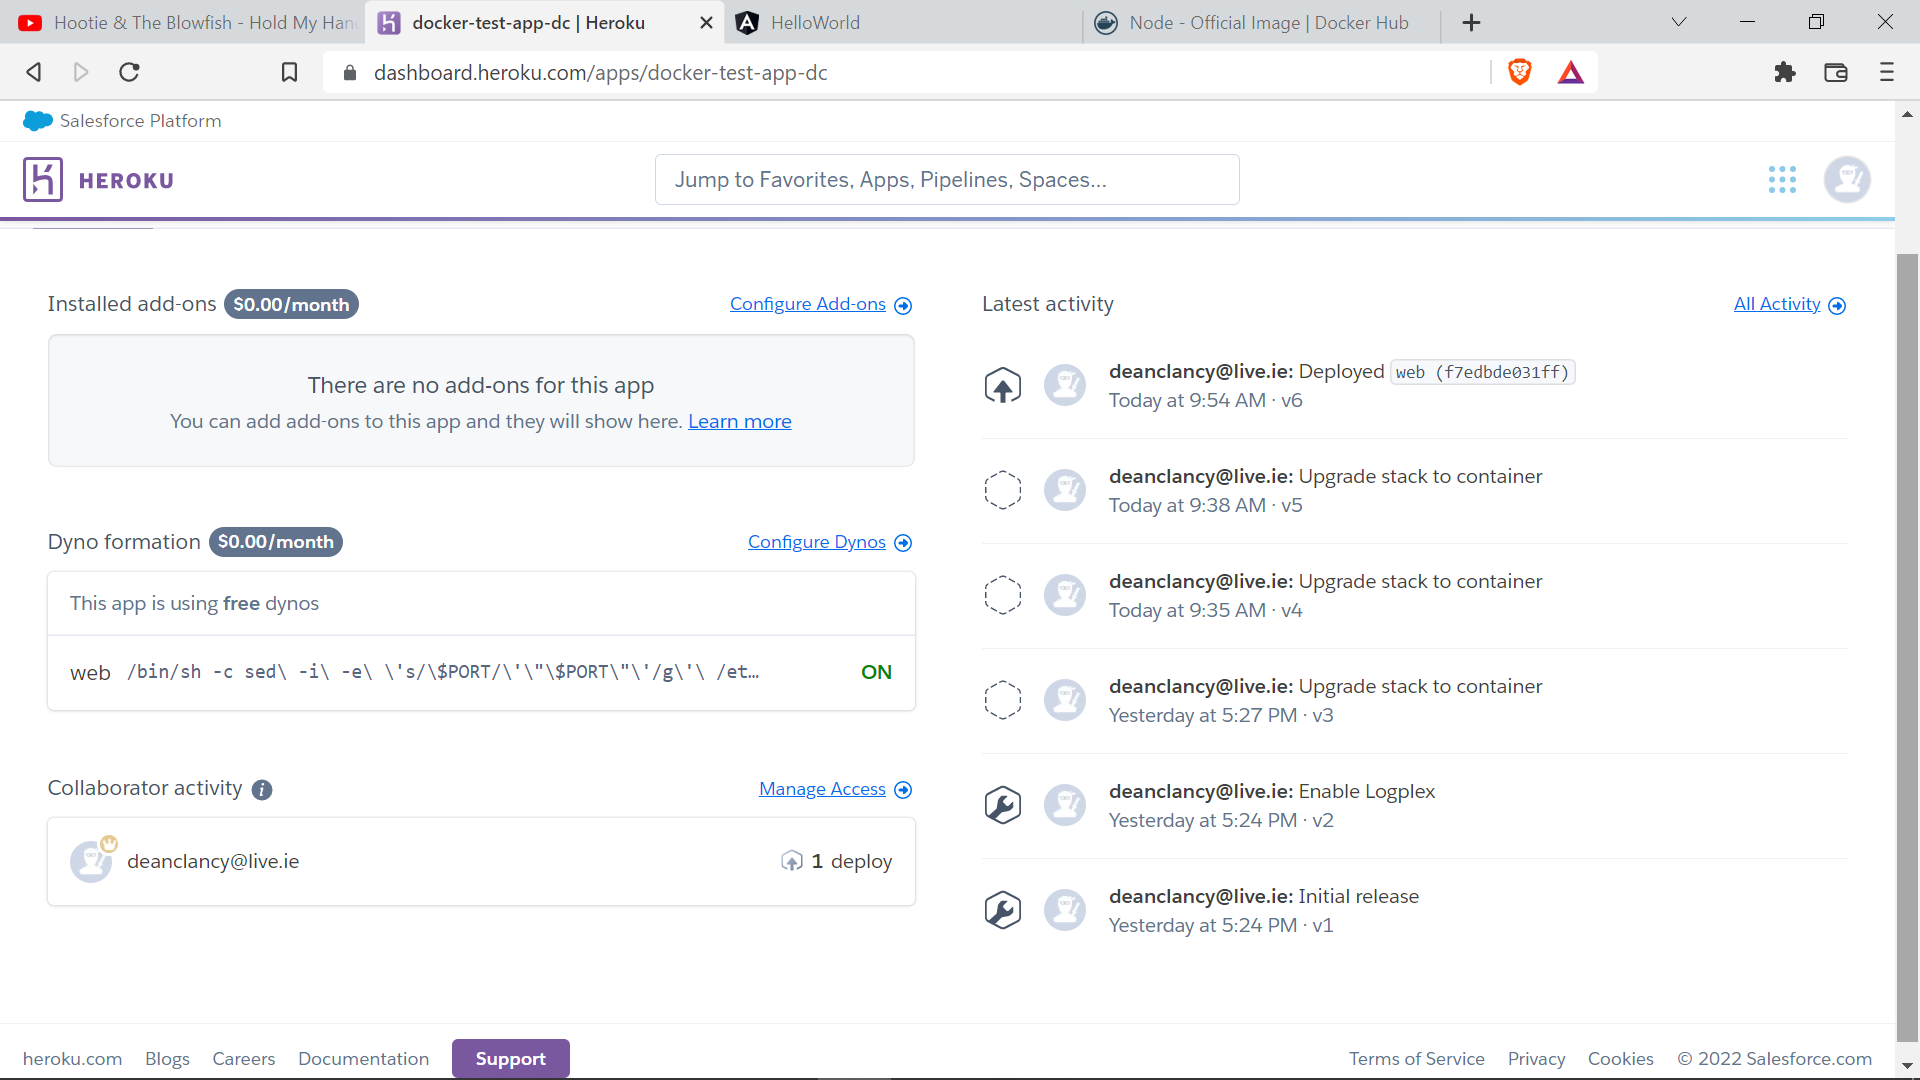 Hootie & The Blowfish - Hold My Han
docker-test-app-dc | Heroku
HelloWorld
Node - Official Image | Docker Hub
dashboard.heroku.com/apps/docker-test-app-dc
Salesforce Platform
HEROKU
Jump to Favorites, Apps, Pipelines, Spaces...
Installed add-ons $0.00/month
Configure Add-ons
There are no add-ons for this app
You can add add-ons to this app and they will show here. Learn more
Dyno formation $0.00/month
Configure Dynos
This app is using free dynos
web /bin/sh -c sed\ -i\ -e\ \'s/\$PORT/\'\"\$PORT\"\'/g\'\ /et…
ON
Collaborator activity
Manage Access
deanclancy@live.ie
1 deploy
Latest activity
All Activity
deanclancy@live.ie: Deployed web (f7edbde031ff)
Today at 9:54 AM · v6
deanclancy@live.ie: Upgrade stack to container
Today at 9:38 AM · v5
deanclancy@live.ie: Upgrade stack to container
Today at 9:35 AM · v4
deanclancy@live.ie: Upgrade stack to container
Yesterday at 5:27 PM · v3
deanclancy@live.ie: Enable Logplex
Yesterday at 5:24 PM · v2
deanclancy@live.ie: Initial release
Yesterday at 5:24 PM · v1
heroku.com Blogs Careers Documentation Support
Terms of Service Privacy Cookies © 2022 Salesforce.com